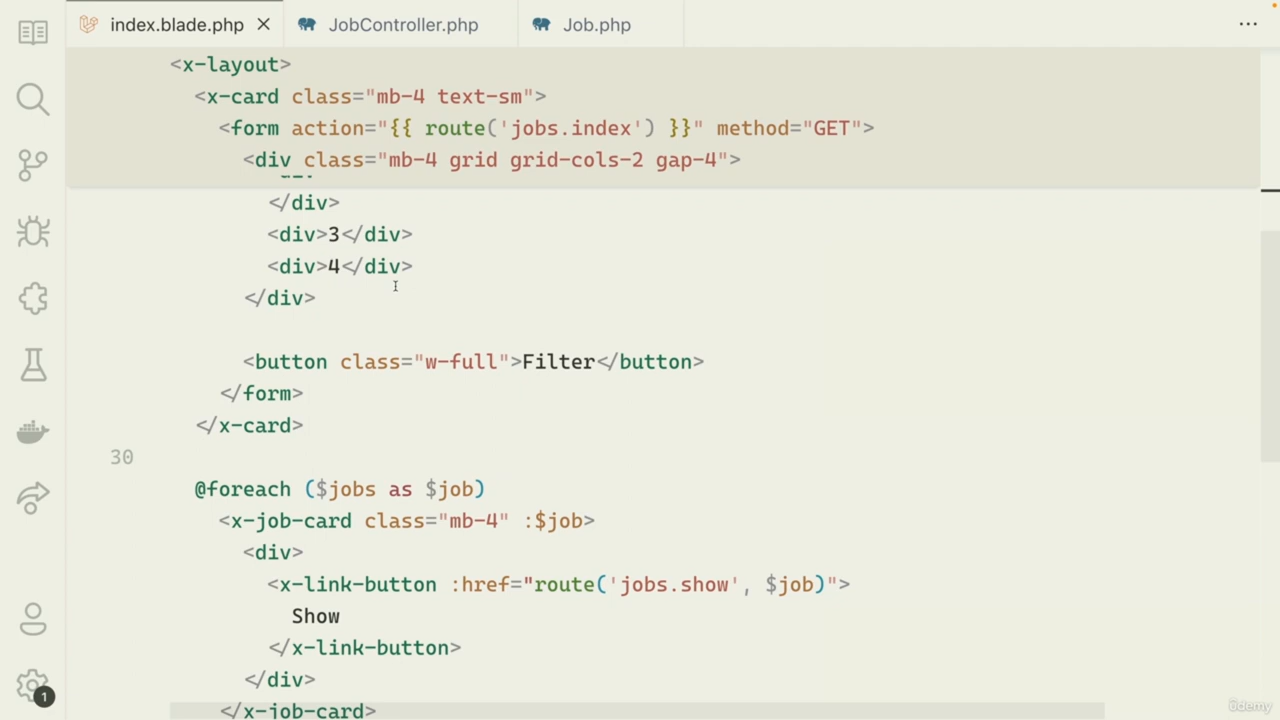 index.blade.php
JobController.php
Job.php
<x-layout>
<x-card class="mb-4 text-sm">
<form action="{{ route('jobs.index') }}" method="GET">
<div class="mb-4 grid grid-cols-2 gap-4">
</div>
<div>3</div>
<div>4</div>
</div>
<button class="w-full">Filter</button>
</form>
</x-card>
30
@foreach ($jobs as $job)
<x-job-card class="mb-4" :$job>
<div>
<x-link-button :href="route('jobs.show', $job)">
Show
</x-link-button>
</div>
</x-job-card>
1
ûdemy